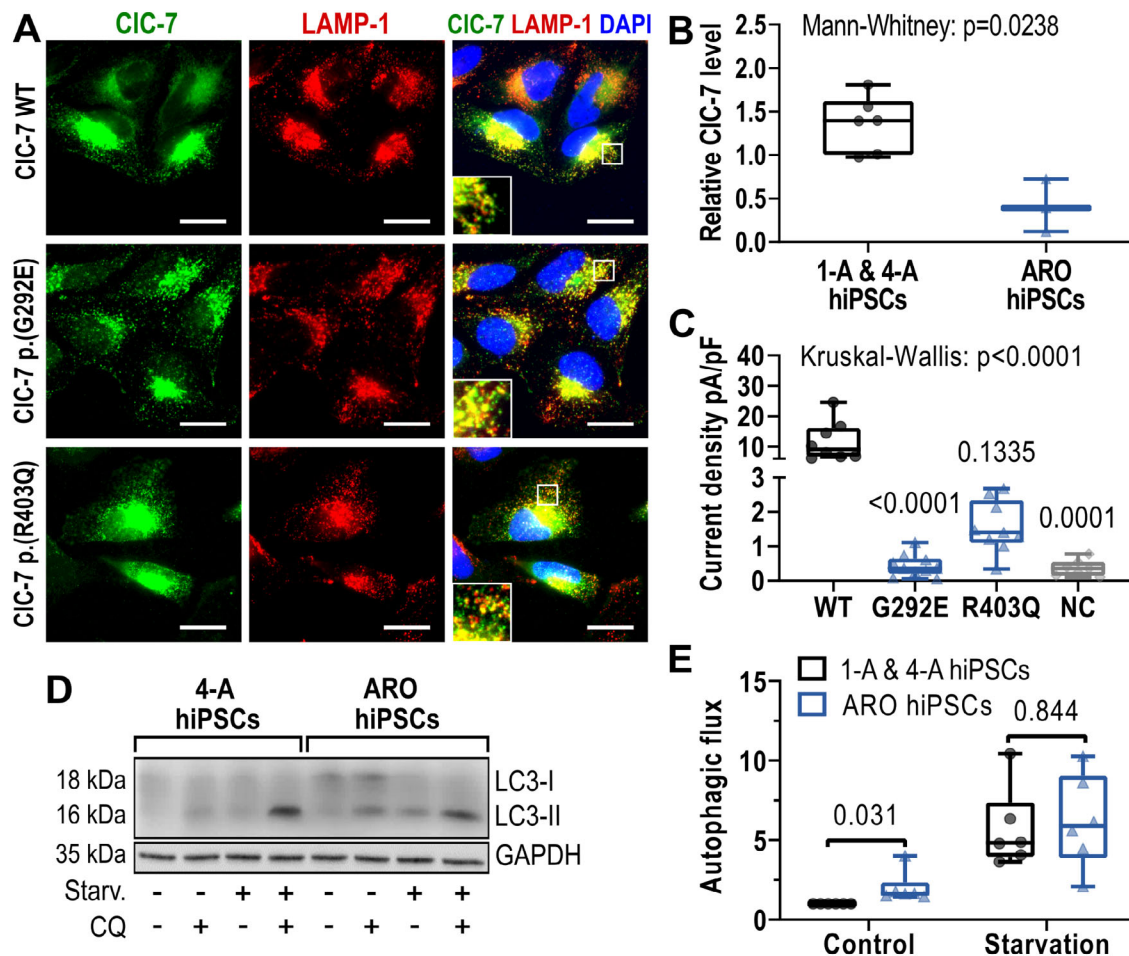 A
ClC-7 LAMP-1 ClC-7 LAMP-1 DAPI
ClC-7 WT
ClC-7 p.(G292E)
ClC-7 p.(R403Q)
B
Mann-Whitney: p=0.0238
Relative ClC-7 level
2.5
2.0
1.5
1.0
0.5
0.0
1-A & 4-A ARO
hiPSCs hiPSCs
C
Kruskal-Wallis: p<0.0001
Current density pA/pF
40
30
20
10
3
2
1
0
<0.0001 0.1335 0.0001
WT G292E R403Q NC
D
4-A ARO
hiPSCs hiPSCs
18 kDa LC3-I
16 kDa LC3-II
35 kDa GAPDH
Starv. - - + + - - + +
CQ - + - + - + - +
E
1-A & 4-A hiPSCs
ARO hiPSCs
Autophagic flux
15
10
5
0
0.031 0.844
Control Starvation